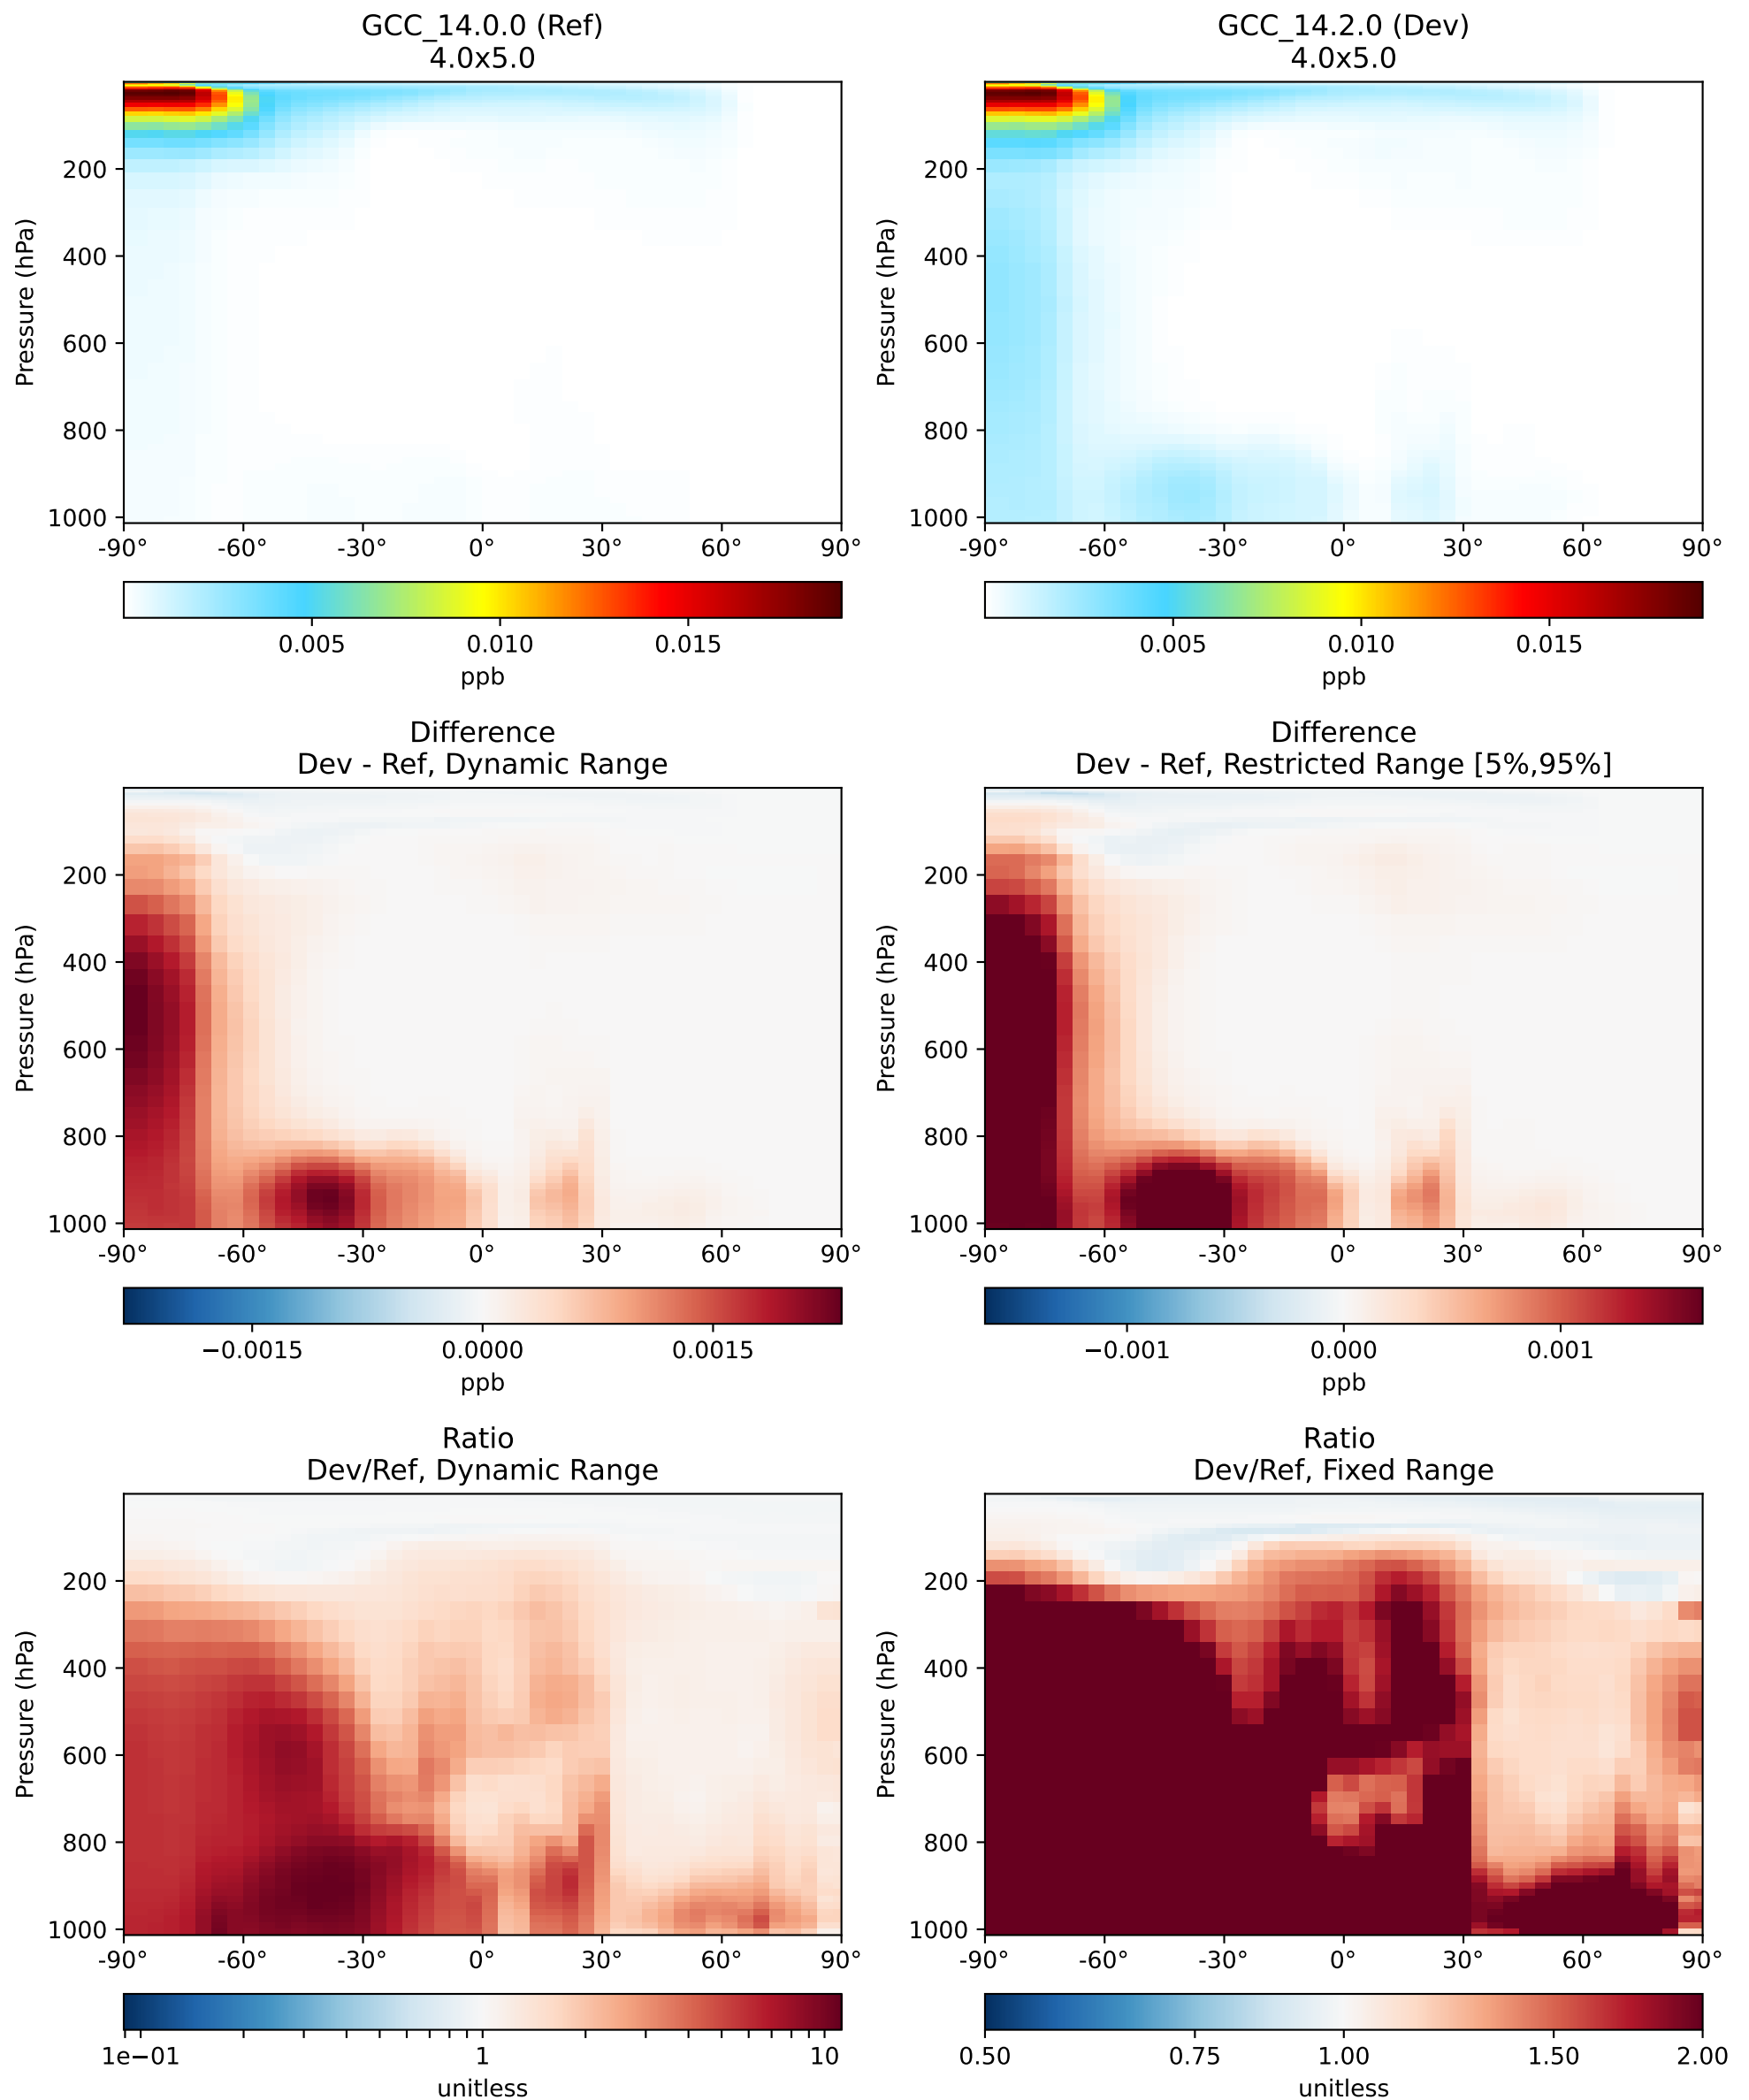 GCC_14.0.0 (Ref)
4.0x5.0
Pressure (hPa)
200
400
600
800
1000
-90° -60° -30° 0° 30° 60° 90°
0.005 0.010 0.015
ppb
GCC_14.2.0 (Dev)
4.0x5.0
Pressure (hPa)
200
400
600
800
1000
-90° -60° -30° 0° 30° 60° 90°
0.005 0.010 0.015
ppb
Difference
Dev - Ref, Dynamic Range
Pressure (hPa)
200
400
600
800
1000
-90° -60° -30° 0° 30° 60° 90°
−0.0015 0.0000 0.0015
ppb
Difference
Dev - Ref, Restricted Range [5%,95%]
Pressure (hPa)
200
400
600
800
1000
-90° -60° -30° 0° 30° 60° 90°
−0.001 0.000 0.001
ppb
Ratio
Dev/Ref, Dynamic Range
Pressure (hPa)
200
400
600
800
1000
-90° -60° -30° 0° 30° 60° 90°
1e−01 1 10
unitless
Ratio
Dev/Ref, Fixed Range
Pressure (hPa)
200
400
600
800
1000
-90° -60° -30° 0° 30° 60° 90°
0.50 0.75 1.00 1.50 2.00
unitless